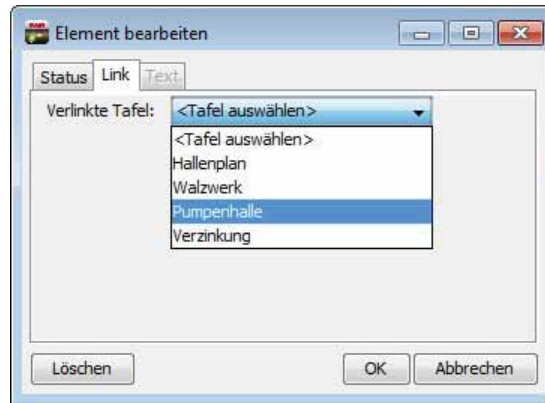 Element bearbeiten
Status Link Text
Verlinkte Tafel: <Tafel auswählen>
<Tafel auswählen>
Hallenplan
Walzwerk
Pumpenhalle
Verzinkung
Löschen OK Abbrechen